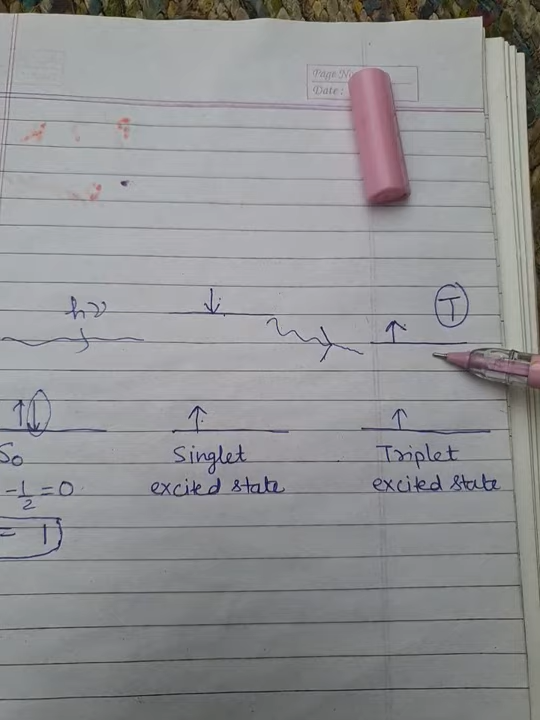 Page No
Date:
hν
T
S₀
Singlet
excited state
Triplet
excited state
-1/2 = 0
= 1